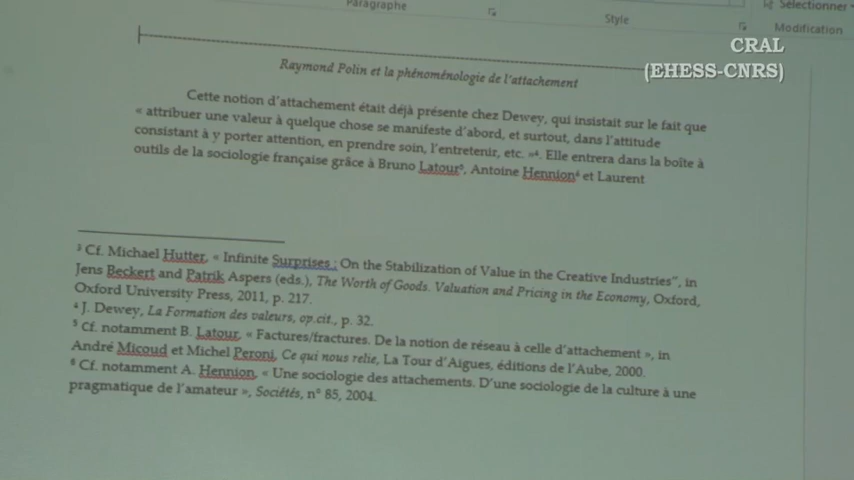 Paragraphe
Style
Sélectionner
Modification
CRAL
(EHESS-CNRS)
Raymond Polin et la phénoménologie de l'attachement
Cette notion d'attachement était déjà présente chez Dewey, qui insistait sur le fait que
« attribuer une valeur à quelque chose se manifeste d'abord, et surtout, dans l'attitude
consistant à y porter attention, en prendre soin, l'entretenir, etc. »⁴. Elle entrera dans la boîte à
outils de la sociologie française grâce à Bruno Latour⁵, Antoine Hennion⁶ et Laurent
³ Cf. Michael Hutter, « Infinite Surprises : On the Stabilization of Value in the Creative Industries", in
Jens Beckert and Patrik Aspers (eds.), The Worth of Goods. Valuation and Pricing in the Economy, Oxford,
Oxford University Press, 2011, p. 217.
⁴ J. Dewey, La Formation des valeurs, op.cit., p. 32.
⁵ Cf. notamment B. Latour, « Factures/fractures. De la notion de réseau à celle d'attachement », in
André Micoud et Michel Peroni, Ce qui nous relie, La Tour d'Aigues, éditions de l'Aube, 2000.
⁶ Cf. notamment A. Hennion, « Une sociologie des attachements. D'une sociologie de la culture à une
pragmatique de l'amateur », Sociétés, n° 85, 2004.